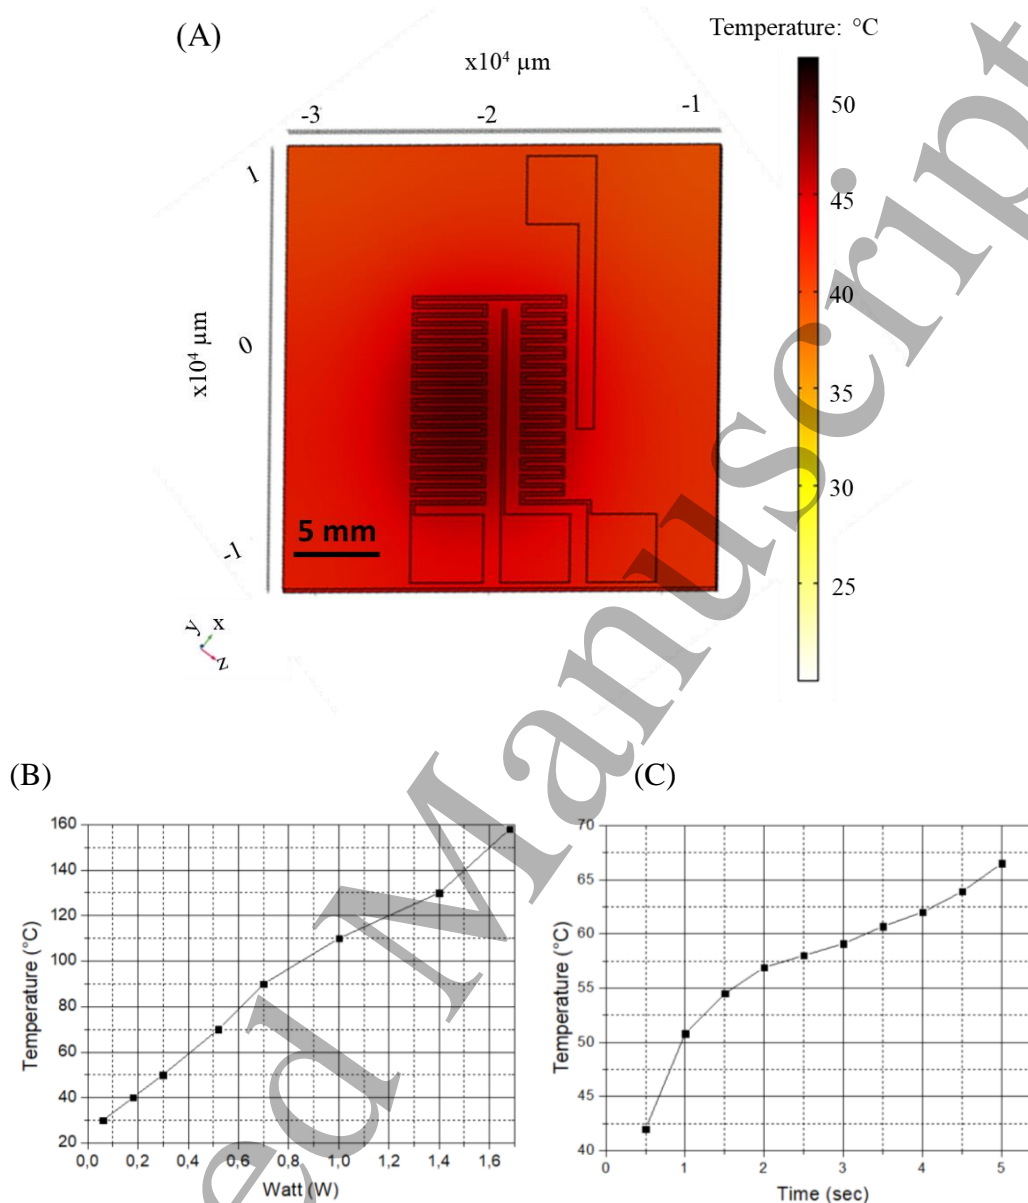 (A)
Temperature: °C
x10⁴ µm
-3 -2 -1
1
0
-1
x10⁴ µm
5 mm
y x
z
50
45
40
35
30
25
ed Manuscript
(B)
160
140
120
100
80
60
40
20
Temperature (°C)
0,0 0,2 0,4 0,6 0,8 1,0 1,2 1,4 1,6
Watt (W)
(C)
70
65
60
55
50
45
40
Temperature (°C)
0 1 2 3 4 5
Time (sec)